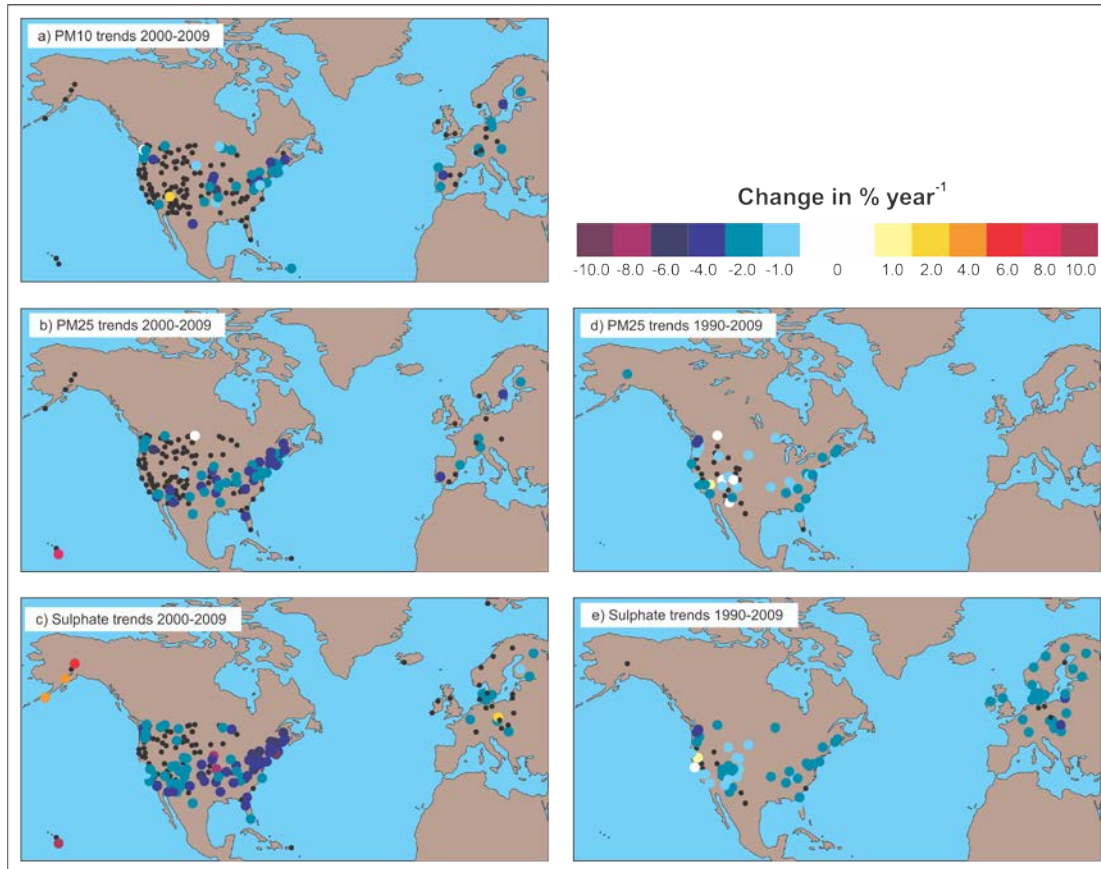 a) PM10 trends 2000-2009
Change in % year-1
-10.0 -8.0 -6.0 -4.0 -2.0 -1.0 0 1.0 2.0 4.0 6.0 8.0 10.0
b) PM25 trends 2000-2009
d) PM25 trends 1990-2009
c) Sulphate trends 2000-2009
e) Sulphate trends 1990-2009